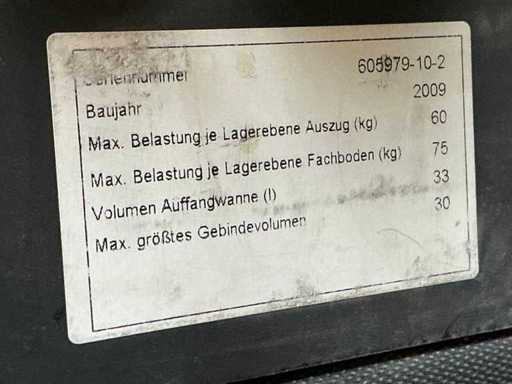 Seriennummer 605979-10-2
Baujahr 2009
Max. Belastung je Lagerebene Auszug (kg) 60
Max. Belastung je Lagerebene Fachboden (kg) 75
Volumen Auffangwanne (l) 33
Max. größtes Gebindevolumen 30